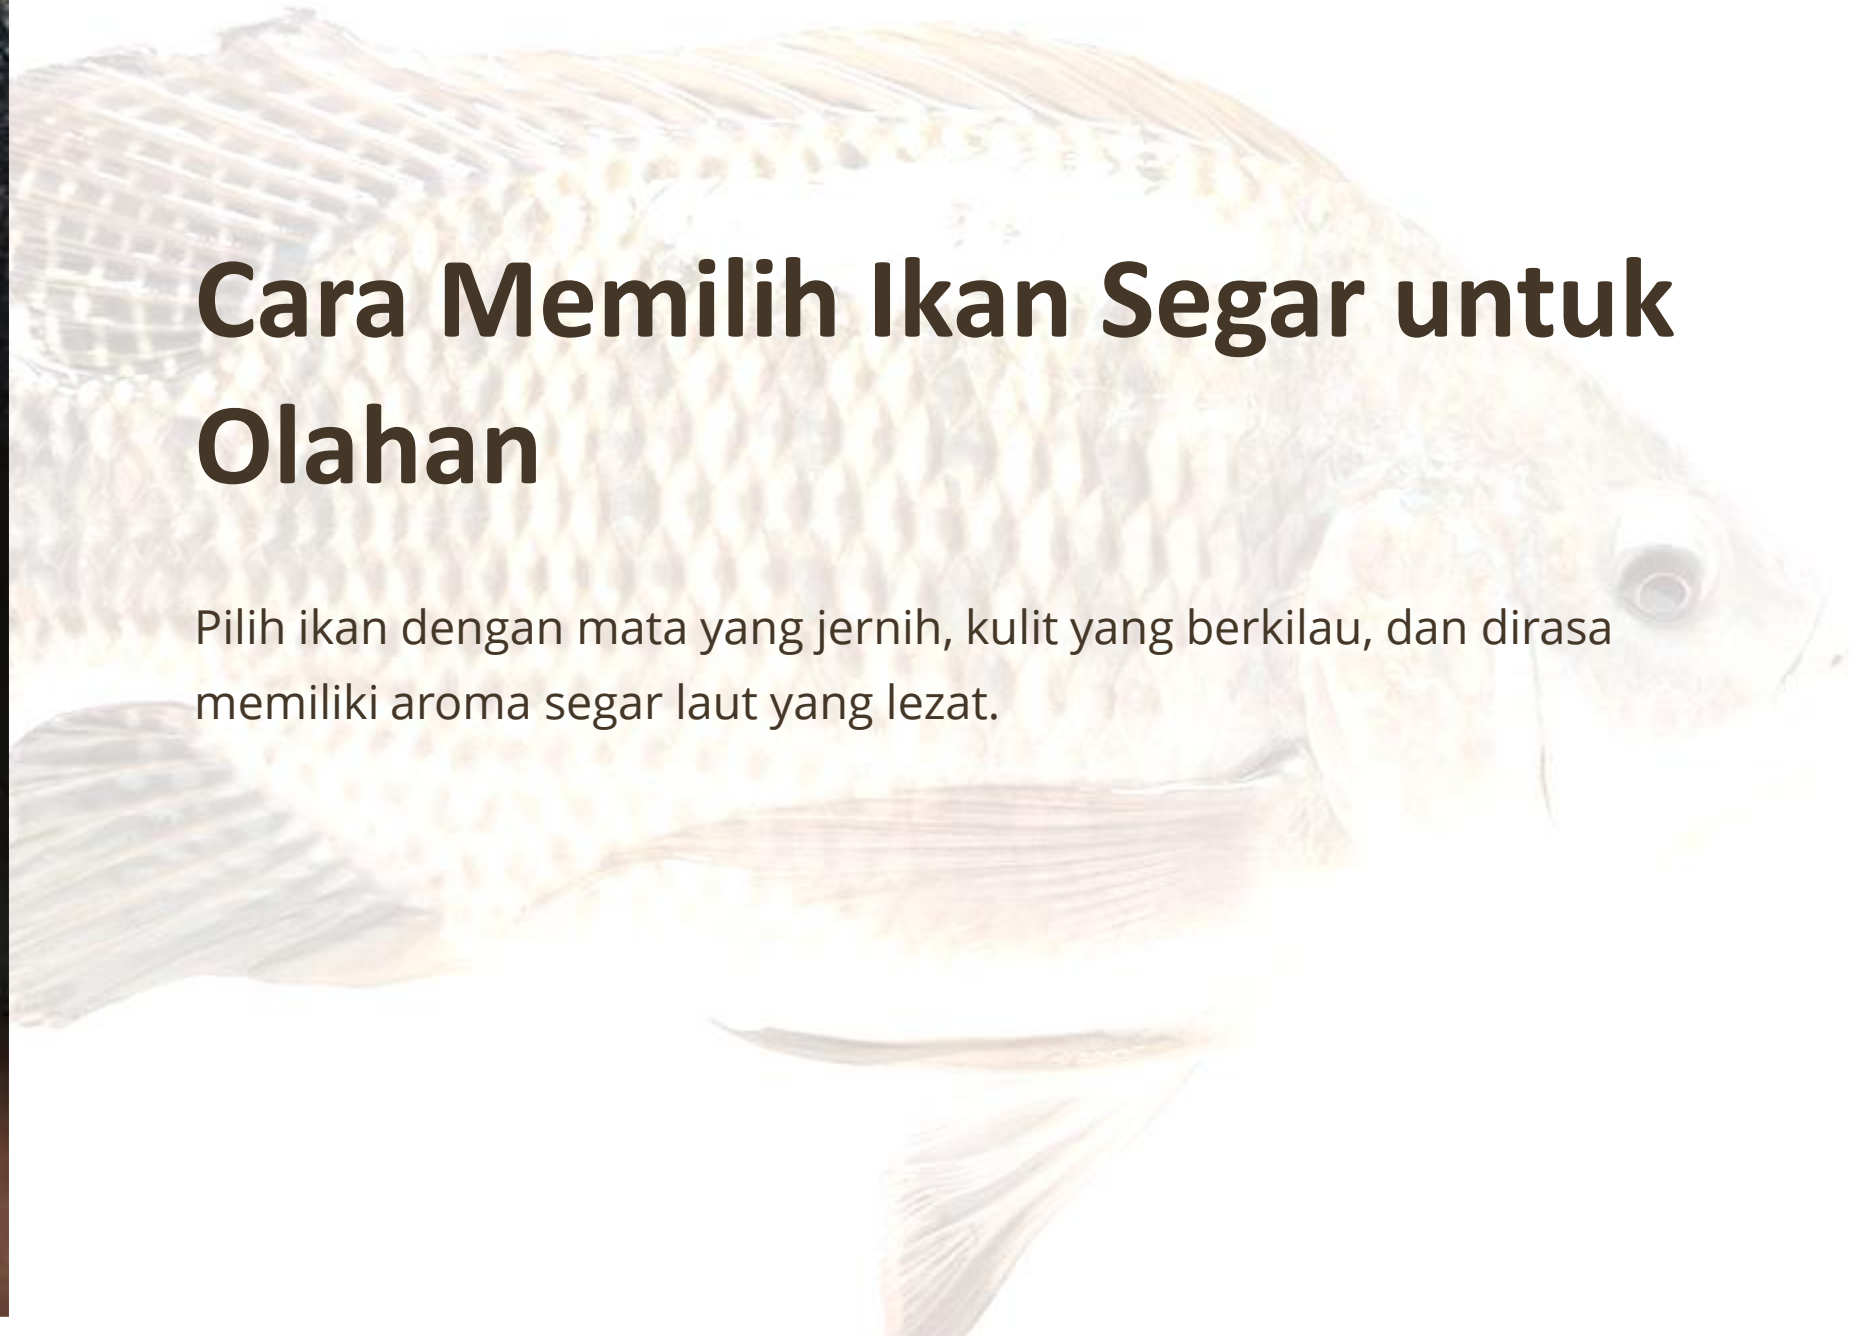 Cara Memilih Ikan Segar untuk
Olahan
Pilih ikan dengan mata yang jernih, kulit yang berkilau, dan dirasa
memiliki aroma segar laut yang lezat.